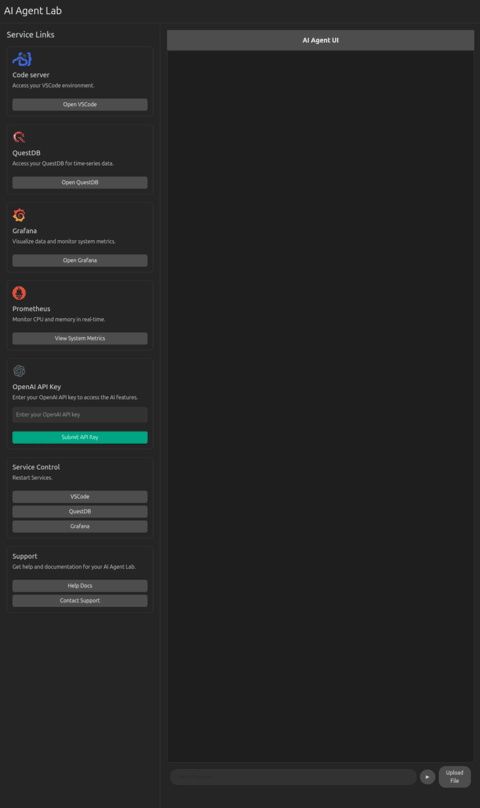 AI Agent Lab
Service Links
Code server
Access your VSCode environment.
Open VSCode
QuestDB
Access your QuestDB for time-series data.
Open QuestDB
Grafana
Visualize data and monitor system metrics.
Open Grafana
Prometheus
Monitor CPU and memory in real-time.
View System Metrics
OpenAI API Key
Enter your OpenAI API key to access the AI features.
Enter your OpenAI API key
Submit API Key
Service Control
Restart Services.
VSCode
QuestDB
Grafana
Support
Get help and documentation for your AI Agent Lab.
Help Docs
Contact Support
AI Agent UI
Upload
File